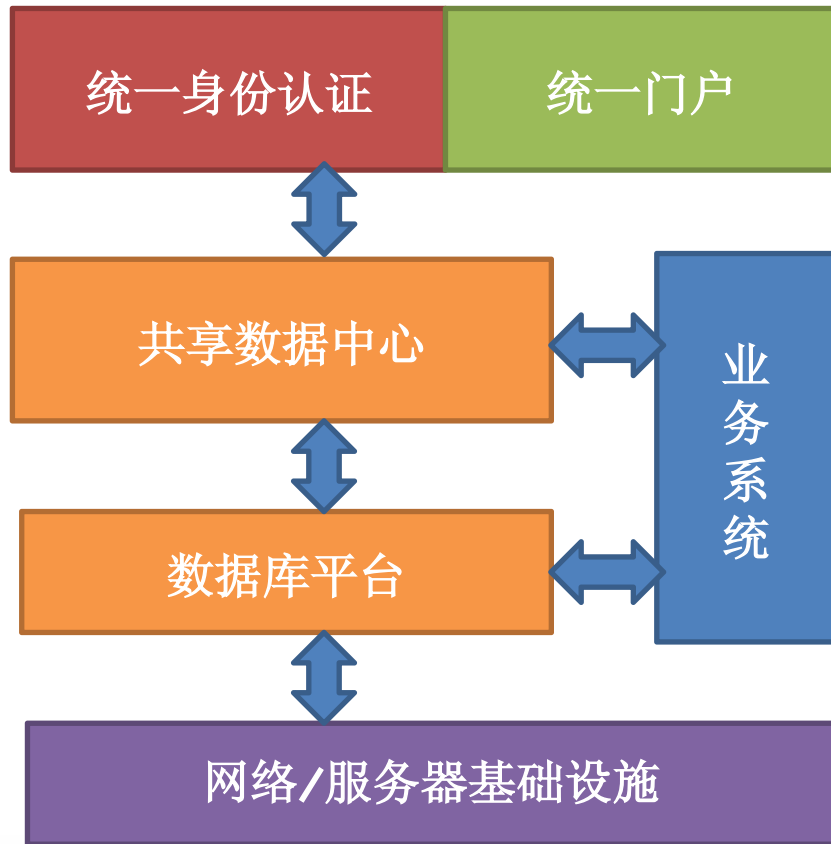 统一身份认证
统一门户
共享数据中心
业务系统
数据库平台
网络/服务器基础设施